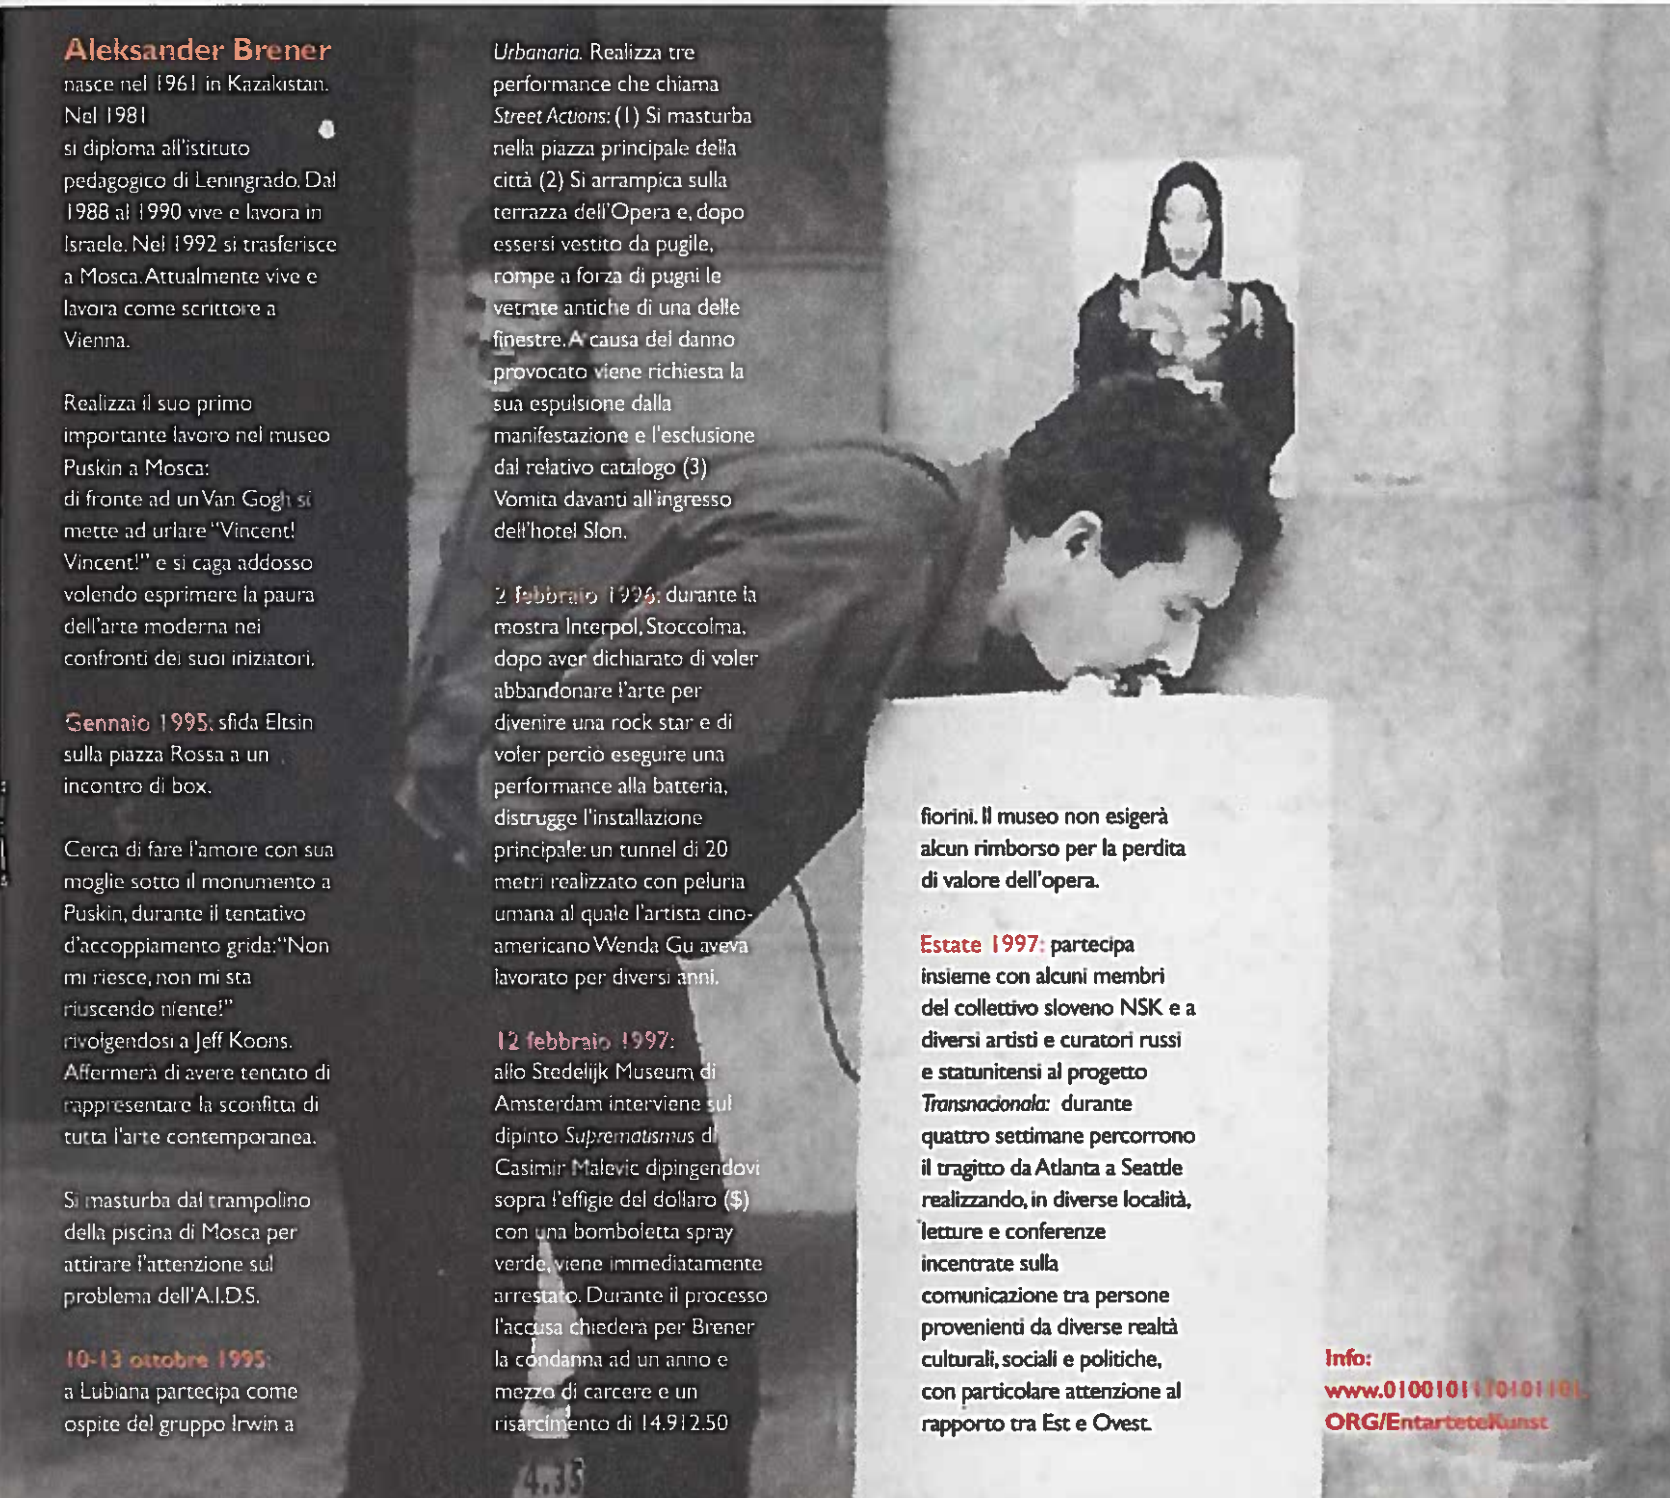 Aleksander Brener
nasce nel 1961 in Kazakistan.
Nel 1981
si diploma all'istituto
pedagogico di Leningrado. Dal
1988 al 1990 vive e lavora in
Israele. Nel 1992 si trasferisce
a Mosca. Attualmente vive e
lavora come scrittore a
Vienna.
Realizza il suo primo
importante lavoro nel museo
Puskin a Mosca:
di fronte ad un Van Gogh si
mette ad urlare "Vincent!
Vincent!" e si caga addosso
volendo esprimere la paura
dell'arte moderna nei
confronti dei suoi iniziatori.
Gennaio 1995: sfida Eltsin
sulla piazza Rossa a un
incontro di box.
Cerca di fare l'amore con sua
moglie sotto il monumento a
Puskin, durante il tentativo
d'accoppiamento grida: "Non
mi riesce, non mi sta
riuscendo niente!"
rivolgendosi a Jeff Koons.
Affermerà di avere tentato di
rappresentare la sconfitta di
tutta l'arte contemporanea.
Si masturba dal trampolino
della piscina di Mosca per
attirare l'attenzione sul
problema dell'A.I.D.S.
10-13 ottobre 1995:
a Lubiana partecipa come
ospite del gruppo Irwin a
Urbanaria. Realizza tre
performance che chiama
Street Actions: (1) Si masturba
nella piazza principale della
città (2) Si arrampica sulla
terrazza dell'Opera e, dopo
essersi vestito da pugile,
rompe a forza di pugni le
vetrate antiche di una delle
finestre. A causa del danno
provocato viene richiesta la
sua espulsione dalla
manifestazione e l'esclusione
dal relativo catalogo (3)
Vomita davanti all'ingresso
dell'hotel Slon.
2 febbraio 1996: durante la
mostra Interpol, Stoccolma,
dopo aver dichiarato di voler
abbandonare l'arte per
divenire una rock star e di
voler perciò eseguire una
performance alla batteria,
distrugge l'installazione
principale: un tunnel di 20
metri realizzato con peluria
umana al quale l'artista cino-
americano Wenda Gu aveva
lavorato per diversi anni.
12 febbraio 1997:
allo Stedelijk Museum di
Amsterdam interviene sul
dipinto Suprematismus di
Casimir Malevic dipingendovi
sopra l'effigie del dollaro ($)
con una bomboletta spray
verde, viene immediatamente
arrestato. Durante il processo
l'accusa chiederà per Brener
la condanna ad un anno e
mezzo di carcere e un
risarcimento di 14.912.50
4.35
fiorini. Il museo non esigerà
alcun rimborso per la perdita
di valore dell'opera.
Estate 1997: partecipa
insieme con alcuni membri
del collettivo sloveno NSK e a
diversi artisti e curatori russi
e statunitensi al progetto
Transnacionala: durante
quattro settimane percorrono
il tragitto da Atlanta a Seattle
realizzando, in diverse località,
letture e conferenze
incentrate sulla
comunicazione tra persone
provenienti da diverse realtà
culturali, sociali e politiche,
con particolare attenzione al
rapporto tra Est e Ovest.
Info:
www.0100101110101101.
ORG/EntarteteKunst